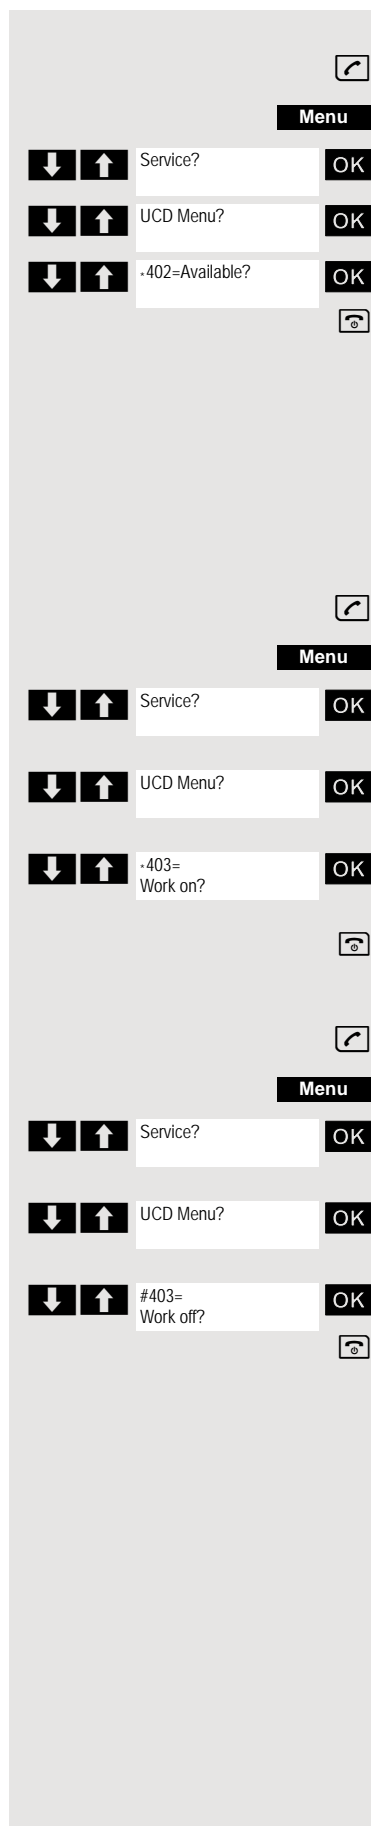 Menu
Service? OK
UCD Menu? OK
*402=Available? OK
Menu
Service? OK
UCD Menu? OK
*403= OK
Work on?
Menu
Service? OK
UCD Menu? OK
#403= OK
Work off?